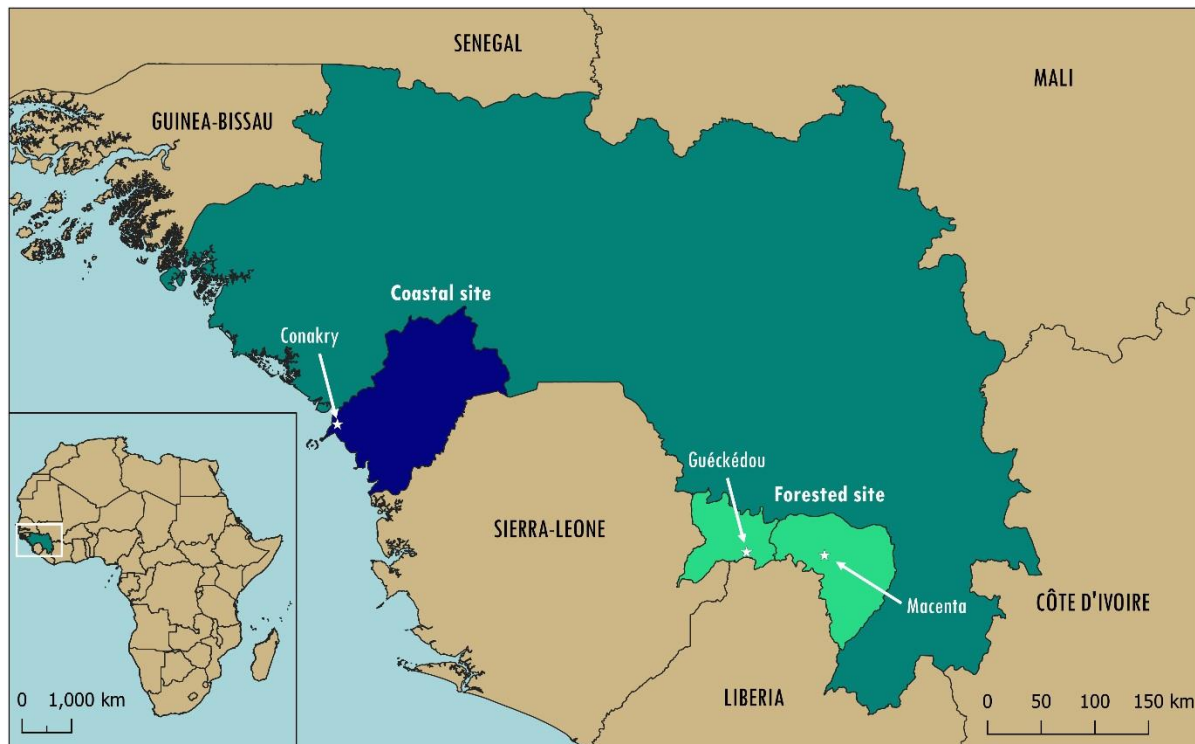 SENEGAL
MALI
GUINEA-BISSAU
Coastal site
Conakry
Guéckédou
Forested site
SIERRA-LEONE
Macenta
CÔTE D'IVOIRE
LIBERIA
0 1,000 km
0 50 100 150 km